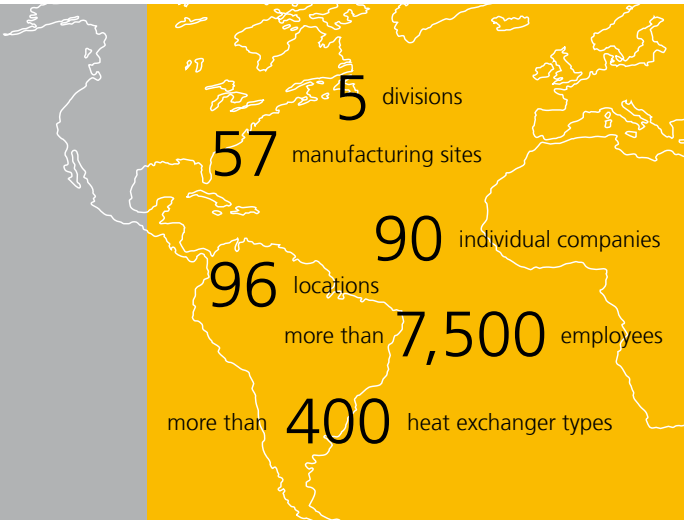 5 divisions
57 manufacturing sites
90 individual companies
96 locations
more than 7,500 employees
more than 400 heat exchanger types